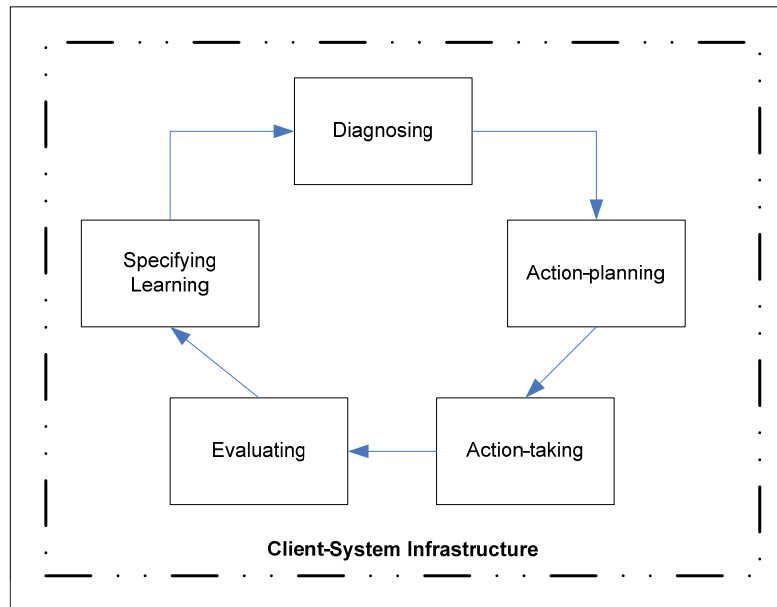 Diagnosing
Action-planning
Action-taking
Evaluating
Specifying
Learning
Client-System Infrastructure